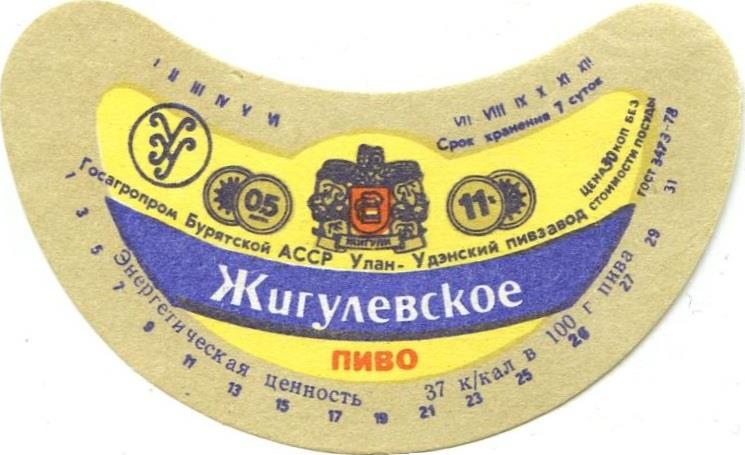 I II III IV V VI
VII VIII IX X XI XII
Срок хранения 7 суток
0,5
11%
ЦЕНА 30 КОП БЕЗ
СТОИМОСТИ ПОСУДЫ
ГОСТ 3473-78
ЖИГУЛИ
Госагропром Бурятской АССР Улан-Удэнский пивзавод
Жигулевское
ПИВО
Энергетическая ценность 37 к/кал в 100 г пива
1 3 5 7 9 11 13 15 17 19 21 23 25 26 27 29 31